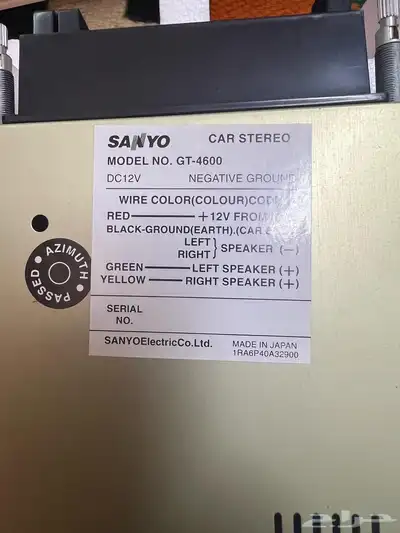 SANYO CAR STEREO
MODEL NO. GT-4600
DC12V NEGATIVE GROUND
WIRE COLOR(COLOUR)CODE
RED +12V FROM
BLACK-GROUND(EARTH).(CAR.
LEFT
RIGHT } SPEAKER (−)
GREEN LEFT SPEAKER (+)
YELLOW RIGHT SPEAKER (+)
SERIAL
NO.
SANYOElectricCo.Ltd. MADE IN JAPAN
1RA6P40A32900
AZIMUTH • PASSED •
حراج